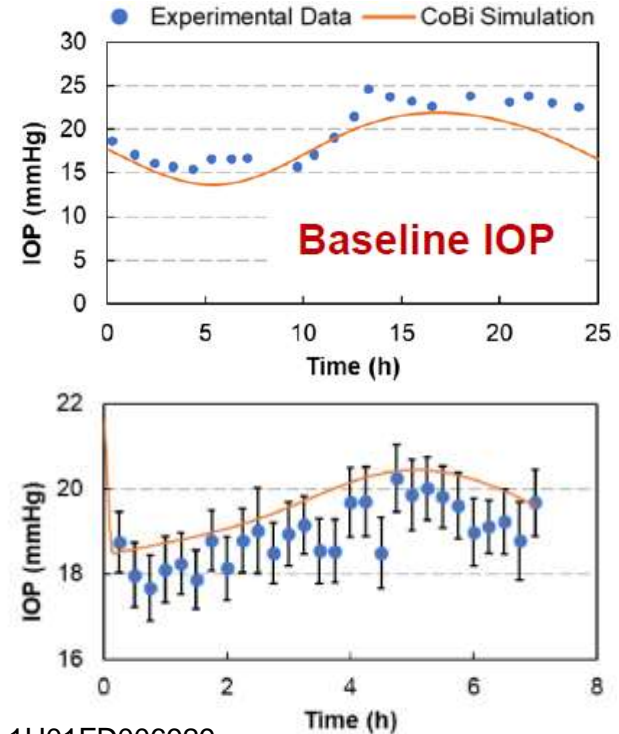 Experimental Data CoBi Simulation
30
25
20
15
10
5
0
IOP (mmHg)
Baseline IOP
0 5 10 15 20 25
Time (h)
22
20
18
16
IOP (mmHg)
0 2 4 6 8
Time (h)